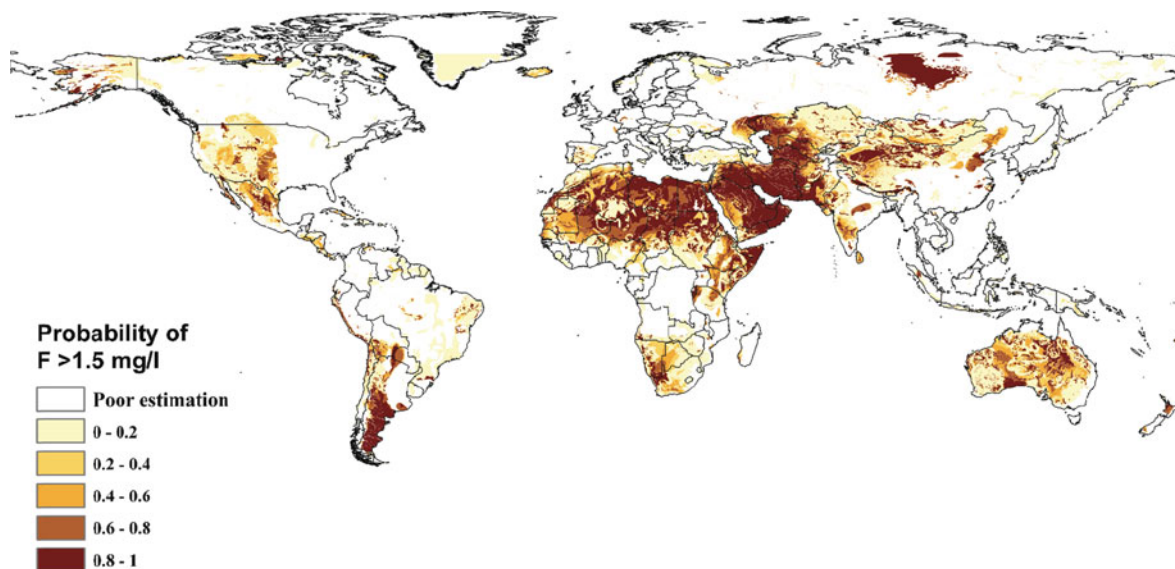 Probability of
F >1.5 mg/l
Poor estimation
0 - 0.2
0.2 - 0.4
0.4 - 0.6
0.6 - 0.8
0.8 - 1